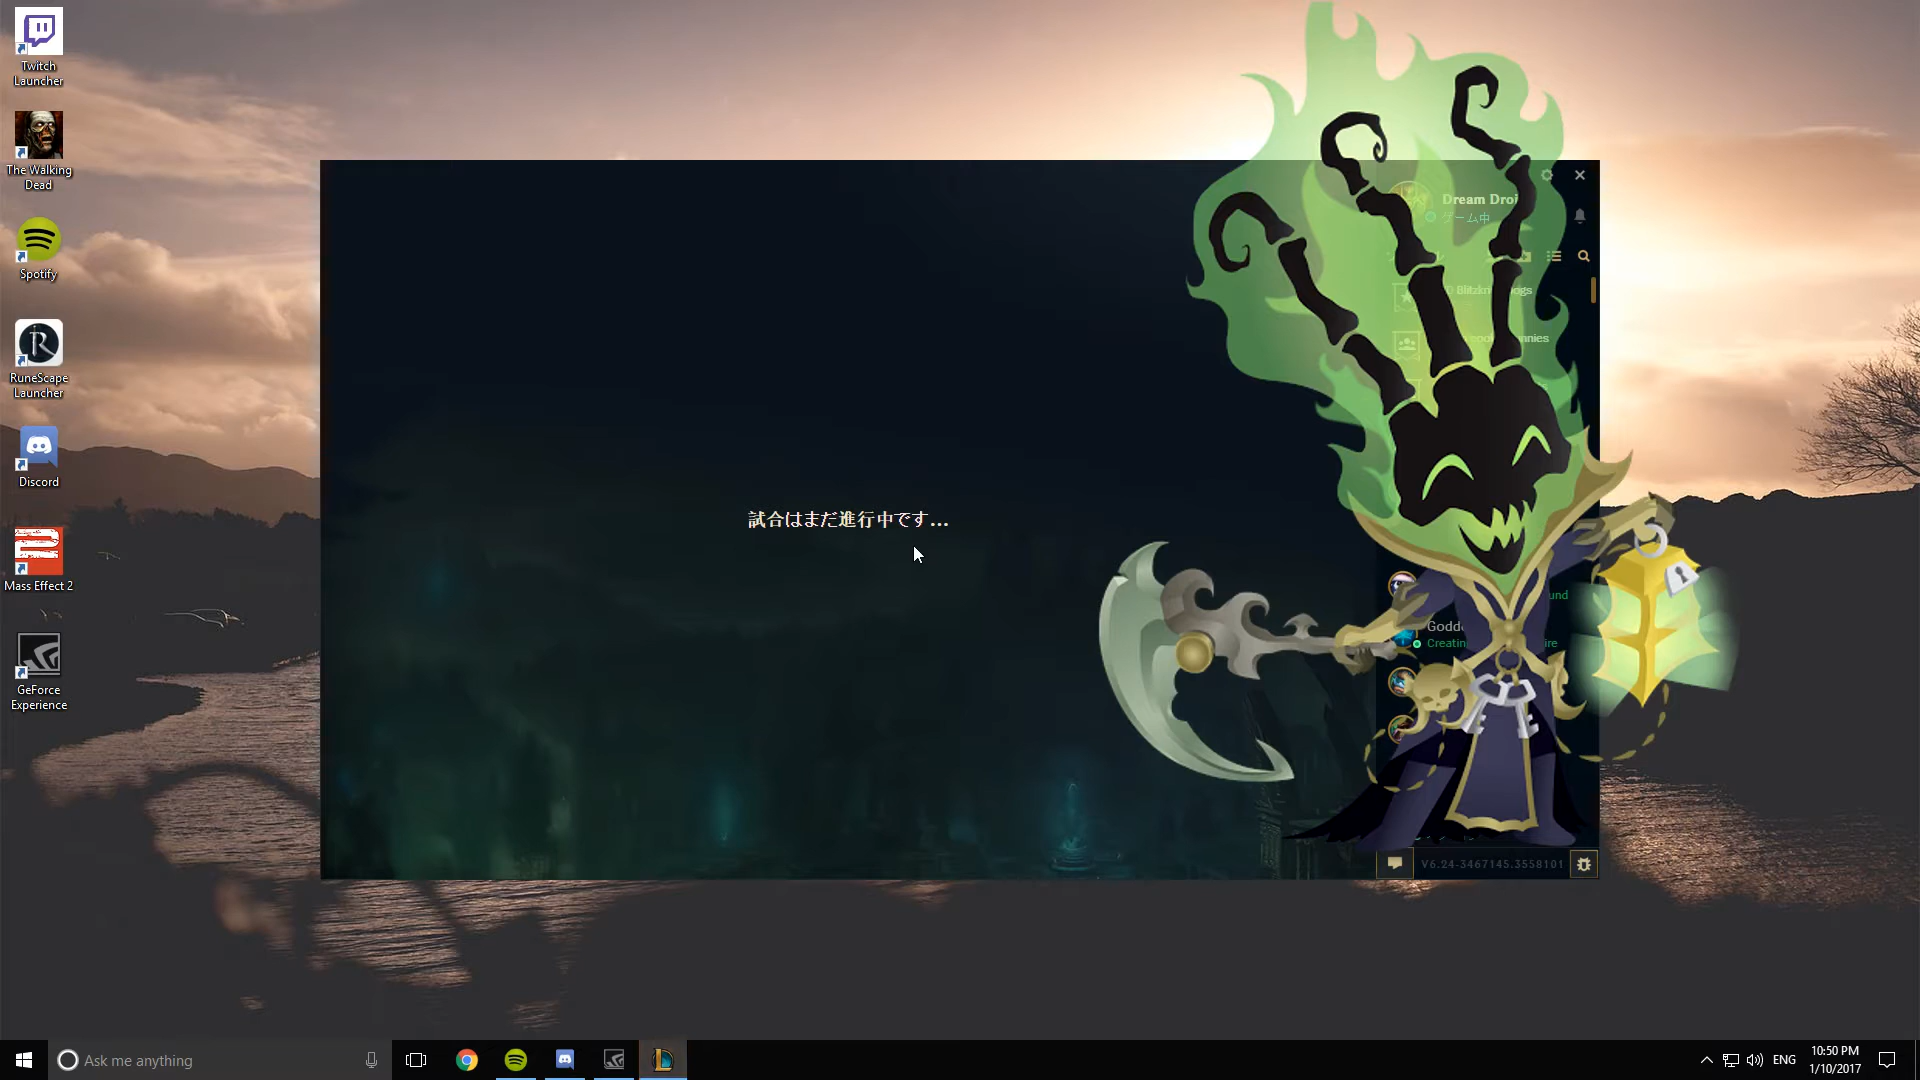 Twitch
Launcher
The Walking
Dead
Spotify
RuneScape
Launcher
Discord
Mass Effect 2
GeForce
Experience
Dream Droi
ゲーム中
試合はまだ進行中です...
Creatin
V6.24-3467145.3558101
Ask me anything
ENG
10:50 PM
1/10/2017